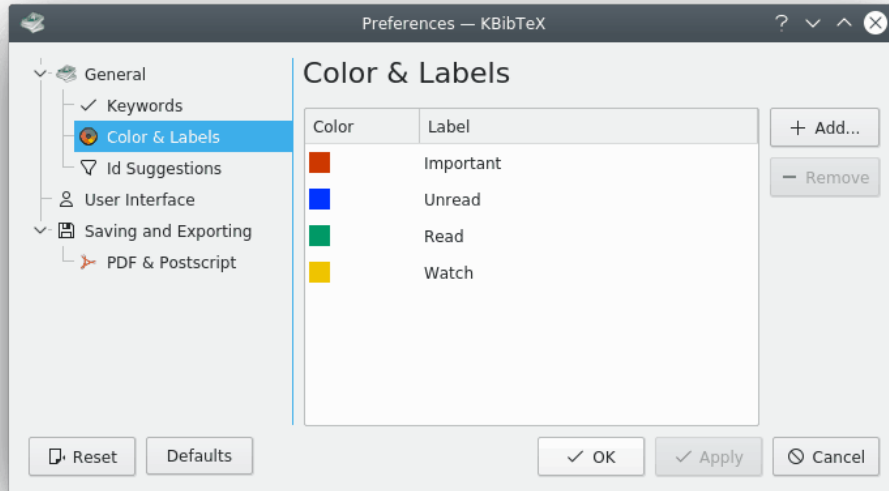 Preferences — KBibTeX
General
Keywords
Color & Labels
Id Suggestions
User Interface
Saving and Exporting
PDF & Postscript
Color & Labels
Color Label
Important
Unread
Read
Watch
+ Add...
− Remove
Reset
Defaults
OK
Apply
Cancel